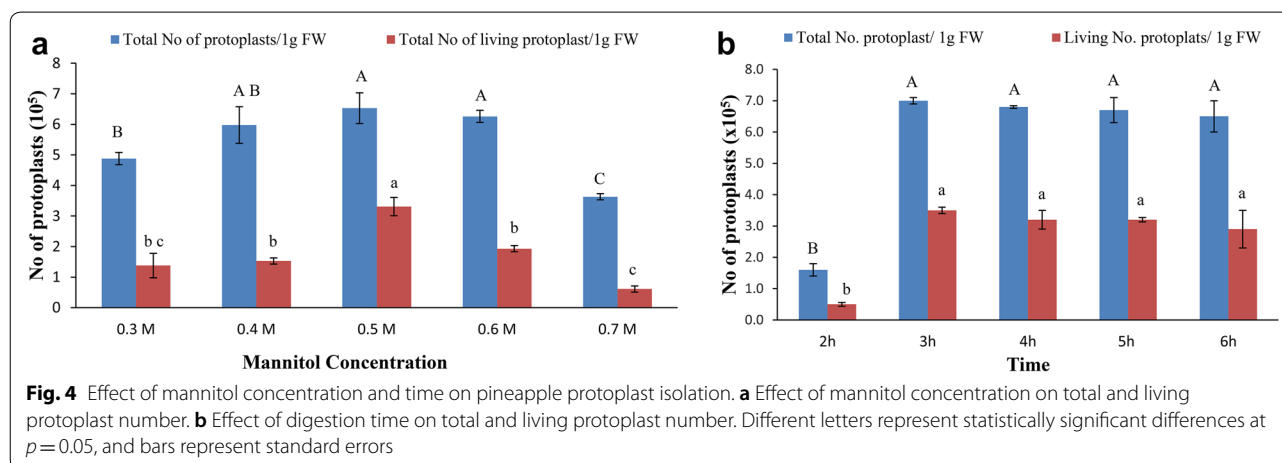 a
Total No of protoplasts/1g FW Total No of living protoplast/1g FW
No of protoplasts (10⁵)
8
7
6
5
4
3
2
1
0
B A B A A C
b c b a b c
0.3 M 0.4 M 0.5 M 0.6 M 0.7 M
Mannitol Concentration
b
Total No. protoplast/ 1g FW Living No. protoplats/ 1g FW
No of protoplasts (x10⁵)
8.0
7.0
6.0
5.0
4.0
3.0
2.0
1.0
0.0
B A A A A
b a a a a
2h 3h 4h 5h 6h
Time
Fig. 4 Effect of mannitol concentration and time on pineapple protoplast isolation. a Effect of mannitol concentration on total and living
protoplast number. b Effect of digestion time on total and living protoplast number. Different letters represent statistically significant differences at
p = 0.05, and bars represent standard errors